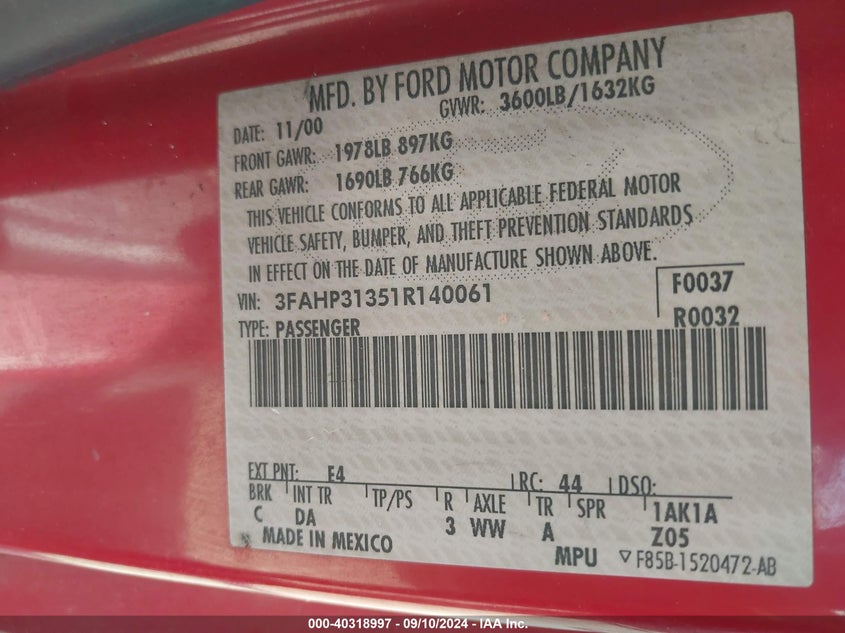 MFD. BY FORD MOTOR COMPANY
DATE: 11/00 GVWR: 3600LB/1632KG
FRONT GAWR: 1978LB 897KG
REAR GAWR: 1690LB 766KG
THIS VEHICLE CONFORMS TO ALL APPLICABLE FEDERAL MOTOR
VEHICLE SAFETY, BUMPER, AND THEFT PREVENTION STANDARDS
IN EFFECT ON THE DATE OF MANUFACTURE SHOWN ABOVE.
VIN: 3FAHP31351R140061 F0037
TYPE: PASSENGER R0032
EXT PNT: E4 RC: 44 DSO:
BRK INT TR TP/PS R AXLE TR SPR 1AK1A
C DA 3 WW A Z05
MADE IN MEXICO MPU F85B-1520472-AB
000-40318997 - 09/10/2024 - IAA Inc.